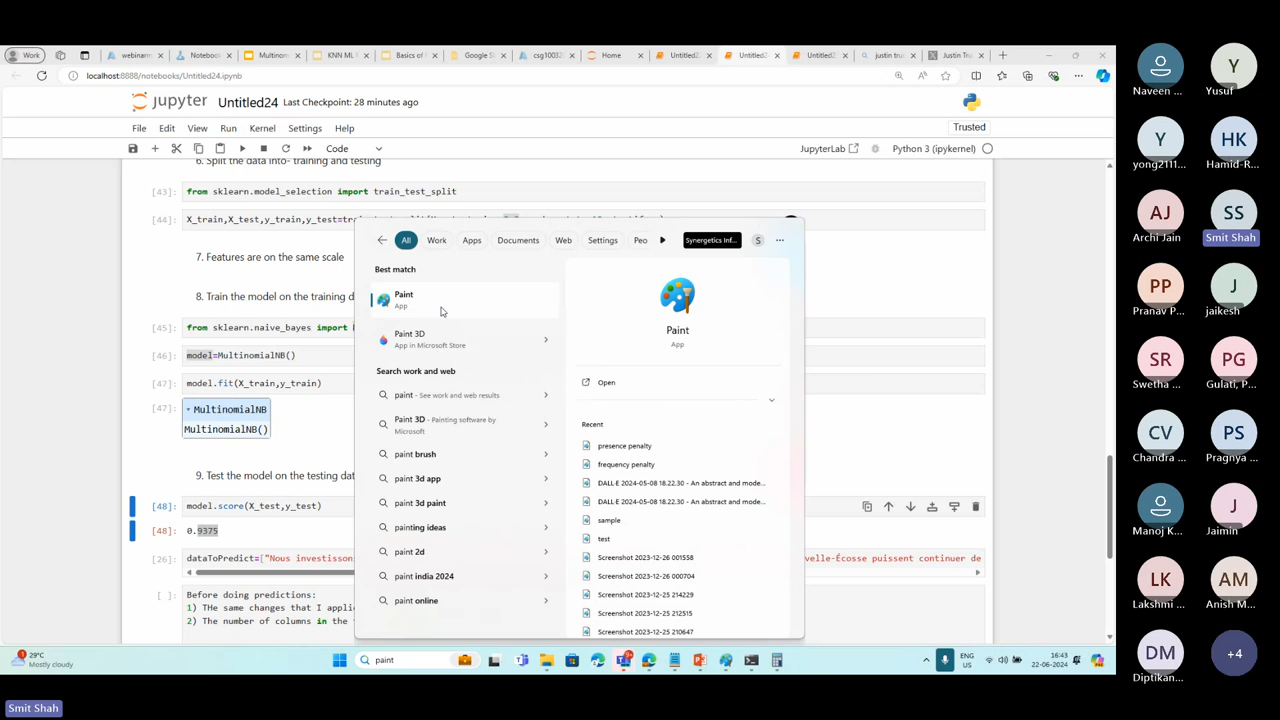 Work
webinarm
Noteboo
Multinom
KNN ML
Basics of
Google S
csg1003
Home
Untitled2
Untitled2
Untitled2
justin tru
Justin Tr
localhost:8888/notebooks/Untitled24.ipynb
jupyter Untitled24 Last Checkpoint: 28 minutes ago
File Edit View Run Kernel Settings Help
Trusted
Code
JupyterLab
Python 3 (ipykernel)
6. Split the data into- training and testing
[43]: from sklearn.model_selection import train_test_split
[44]: X_train,X_test,y_train,y_test=
7. Features are on the same scale
8. Train the model on the training d
[45]: from sklearn.naive_bayes import
[46]: model=MultinomialNB()
[47]: model.fit(X_train,y_train)
[47]: MultinomialNB
MultinomialNB()
9. Test the model on the testing dat
[48]: model.score(X_test,y_test)
[48]: 0.9375
[26]: dataToPredict=["Nous investisson
velle-Écosse puissent continuer de
[ ]: Before doing predictions:
1) THe same changes that I applie
2) The number of columns in the
All Work Apps Documents Web Settings Peo
Synergetics Inf...
S
Best match
Paint
App
Paint 3D
App in Microsoft Store
Search work and web
paint - See work and web results
Paint 3D - Painting software by
Microsoft
paint brush
paint 3d app
paint 3d paint
painting ideas
paint 2d
paint india 2024
paint online
Paint
App
Open
Recent
presence penalty
frequency penalty
DALL·E 2024-05-08 18.22.30 - An abstract and mode...
DALL·E 2024-05-08 18.22.30 - An abstract and mode...
sample
test
Screenshot 2023-12-26 001558
Screenshot 2023-12-26 000704
Screenshot 2023-12-25 214229
Screenshot 2023-12-25 212515
Screenshot 2023-12-25 210647
29°C
Mostly cloudy
paint
ENG
US
16:43
22-06-2024
Naveen ...
Y
Yusuf
Y
yong2111...
HK
Hamid-R...
AJ
Archi Jain
SS
Smit Shah
PP
Pranav P...
J
jaikesh
SR
Swetha ...
PG
Gulati, P...
CV
Chandra ...
PS
Pragnya ...
Manoj K...
J
Jaimin
LK
Lakshmi ...
AM
Anish M...
DM
Diptikan...
+4
Smit Shah